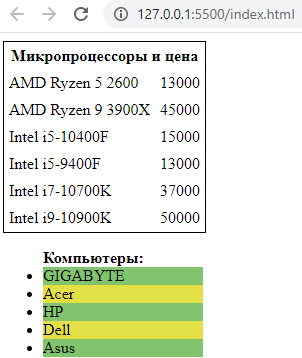 127.0.0.1:5500/index.html
Микропроцессоры и цена
AMD Ryzen 5 2600 13000
AMD Ryzen 9 3900X 45000
Intel i5-10400F 15000
Intel i5-9400F 13000
Intel i7-10700K 37000
Intel i9-10900K 50000
Компьютеры:
GIGABYTE
Acer
HP
Dell
Asus